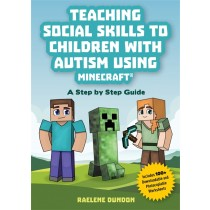 TEACHING
SOCIAL SKILLS TO
CHILDREN WITH
AUTISM USING
MINECRAFT®
A Step by Step Guide
Includes 100+
Downloadable and
Photocopiable
Worksheets
RAELENE DUNDON